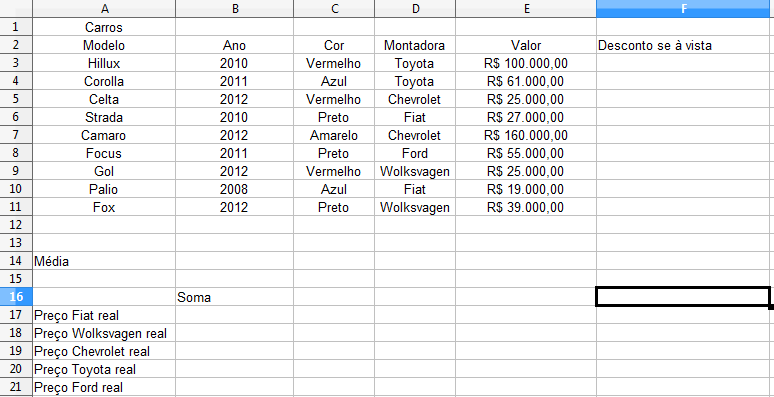 A B C D E F
1 Carros
2 Modelo Ano Cor Montadora Valor Desconto se à vista
3 Hillux 2010 Vermelho Toyota R$ 100.000,00
4 Corolla 2011 Azul Toyota R$ 61.000,00
5 Celta 2012 Vermelho Chevrolet R$ 25.000,00
6 Strada 2010 Preto Fiat R$ 27.000,00
7 Camaro 2012 Amarelo Chevrolet R$ 160.000,00
8 Focus 2011 Preto Ford R$ 55.000,00
9 Gol 2012 Vermelho Wolksvagen R$ 25.000,00
10 Palio 2008 Azul Fiat R$ 19.000,00
11 Fox 2012 Preto Wolksvagen R$ 39.000,00
12
13
14 Média
15
16 Soma
17 Preço Fiat real
18 Preço Wolksvagen real
19 Preço Chevrolet real
20 Preço Toyota real
21 Preço Ford real